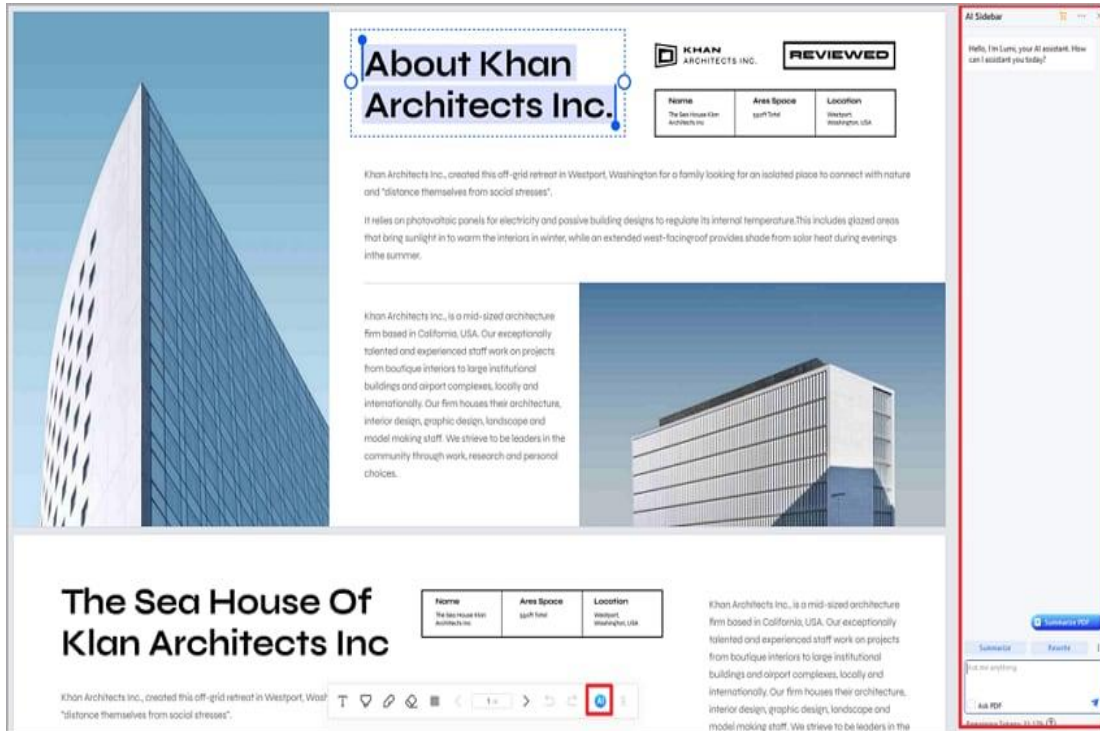 About Khan
Architects Inc.
KHAN
ARCHITECTS INC.
REVIEWED
Name
The Sea House Klan
Architects Inc
Ares Space
550ft Total
Location
Westport,
Washington, USA
Khan Architects Inc., created this off-grid retreat in Westport, Washington for a family looking for an isolated place to connect with nature
and "distance themselves from social stresses".
It relies on photovoltaic panels for electricity and passive building designs to regulate its internal temperature.This includes glazed areas
that bring sunlight in to warm the interiors in winter, while an extended west-facingroof provides shade from solar heat during evenings
inthe summer.
Khan Architects Inc., is a mid-sized architecture
firm based in California, USA. Our exceptionally
talented and experienced staff work on projects
from boutique interiors to large institutional
buildings and airport complexes, locally and
internationally. Our firm houses their architecture,
interior design, graphic design, landscape and
model making staff. We strieve to be leaders in the
community through work, research and personal
choices.
The Sea House Of
Klan Architects Inc
Name
The Sea House Klan
Architects Inc
Ares Space
550ft Total
Location
Westport,
Washington, USA
Khan Architects Inc., created this off-grid retreat in Westport, Wash
"distance themselves from social stresses".
Khan Architects Inc., is a mid-sized architecture
firm based in California, USA. Our exceptionally
talented and experienced staff work on projects
from boutique interiors to large institutional
buildings and airport complexes, locally and
internationally. Our firm houses their architecture,
interior design, graphic design, landscape and
model making staff. We strieve to be leaders in the
AI Sidebar
Hello, I'm Lumi, your AI assistant. How
can I assistant you today?
Summarize PDF
Summarize
Rewrite
Ask me anything
Ask PDF
Remaining Tokens: